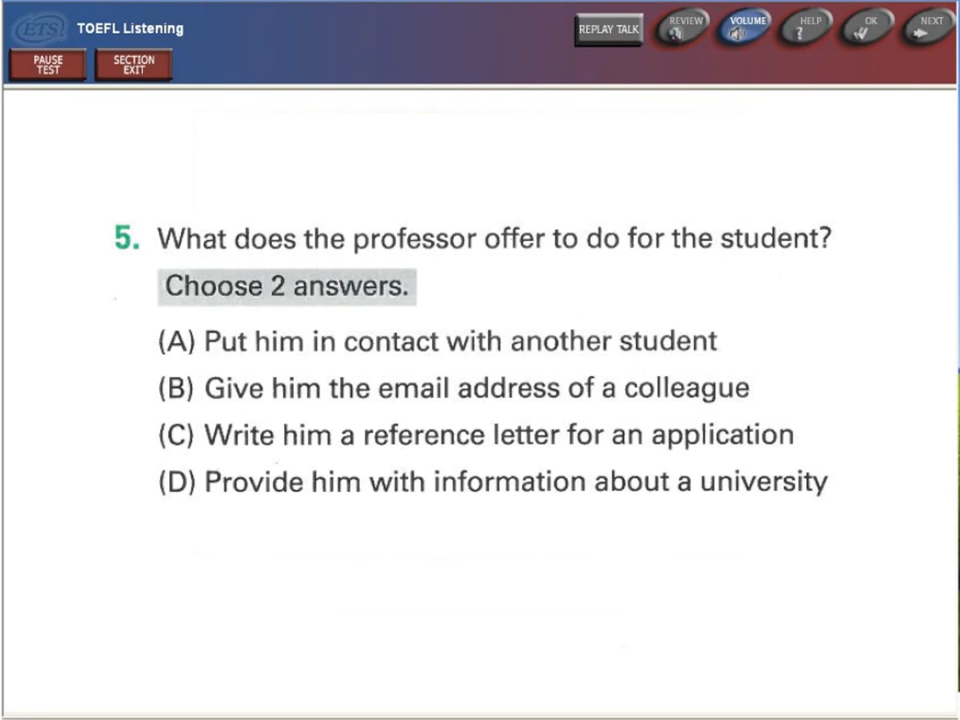 ETS TOEFL Listening
REPLAY TALK
REVIEW
VOLUME
HELP
?
OK
NEXT
PAUSE
TEST
SECTION
EXIT
5. What does the professor offer to do for the student?
Choose 2 answers.
(A) Put him in contact with another student
(B) Give him the email address of a colleague
(C) Write him a reference letter for an application
(D) Provide him with information about a university